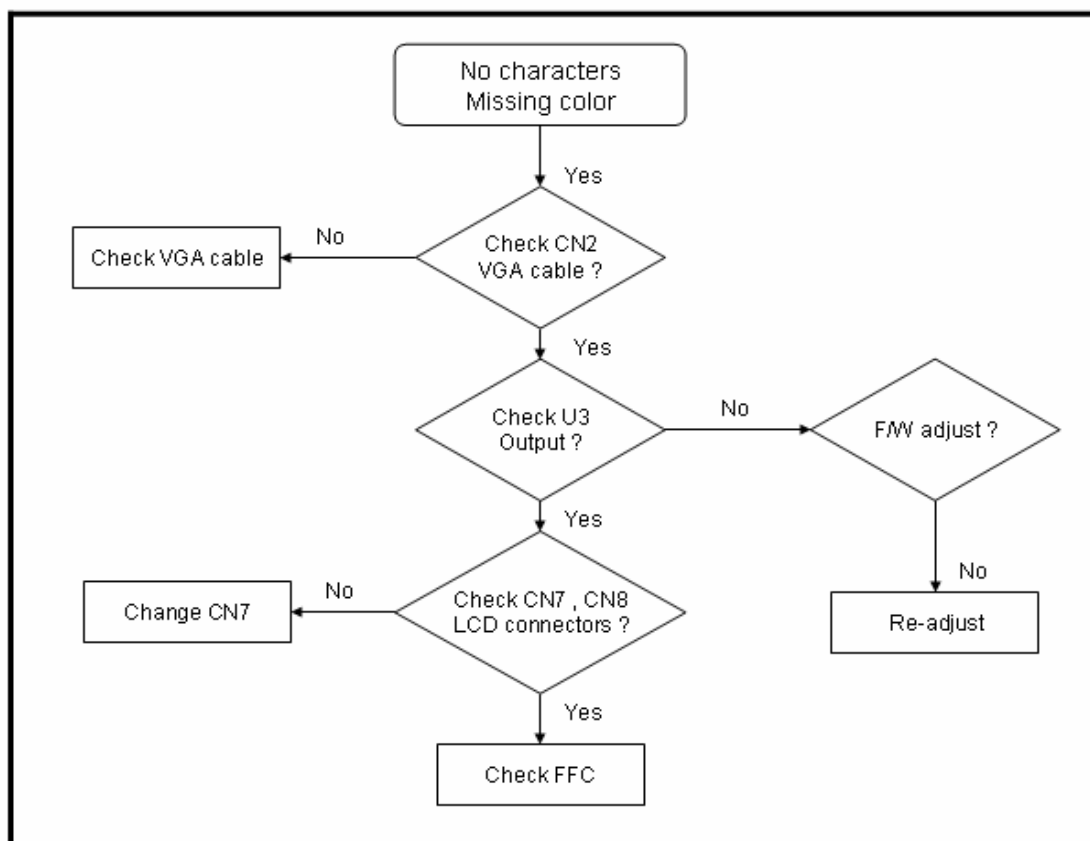 No characters
Missing color
Yes
Check CN2
VGA cable ?
No
Check VGA cable
Yes
Check U3
Output ?
No
F/W adjust ?
No
Re-adjust
Yes
Check CN7 , CN8
LCD connectors ?
No
Change CN7
Yes
Check FFC